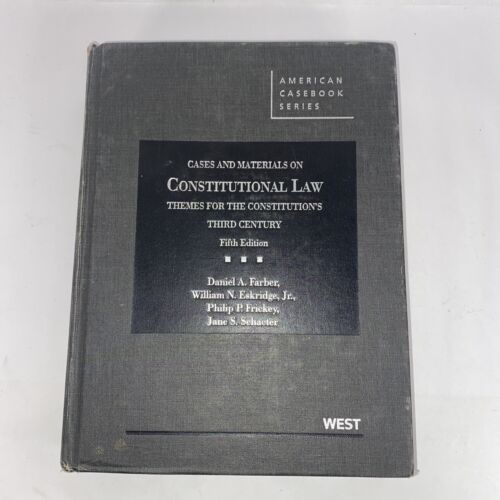 AMERICAN
CASEBOOK
SERIES
CASES AND MATERIALS ON
CONSTITUTIONAL LAW
THEMES FOR THE CONSTITUTION'S
THIRD CENTURY
Fifth Edition
Daniel A. Farber,
William N. Eskridge, Jr.,
Philip P. Frickey,
Jane S. Schacter
WEST